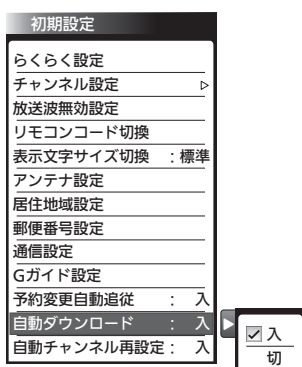 初期設定
らくらく設定
チャンネル設定
放送波無効設定
リモコンコード切換
表示文字サイズ切換 :標準
アンテナ設定
居住地域設定
郵便番号設定
通信設定
Gガイド設定
予約変更自動追従 : 入
自動ダウンロード : 入
自動チャンネル再設定: 入
入
切